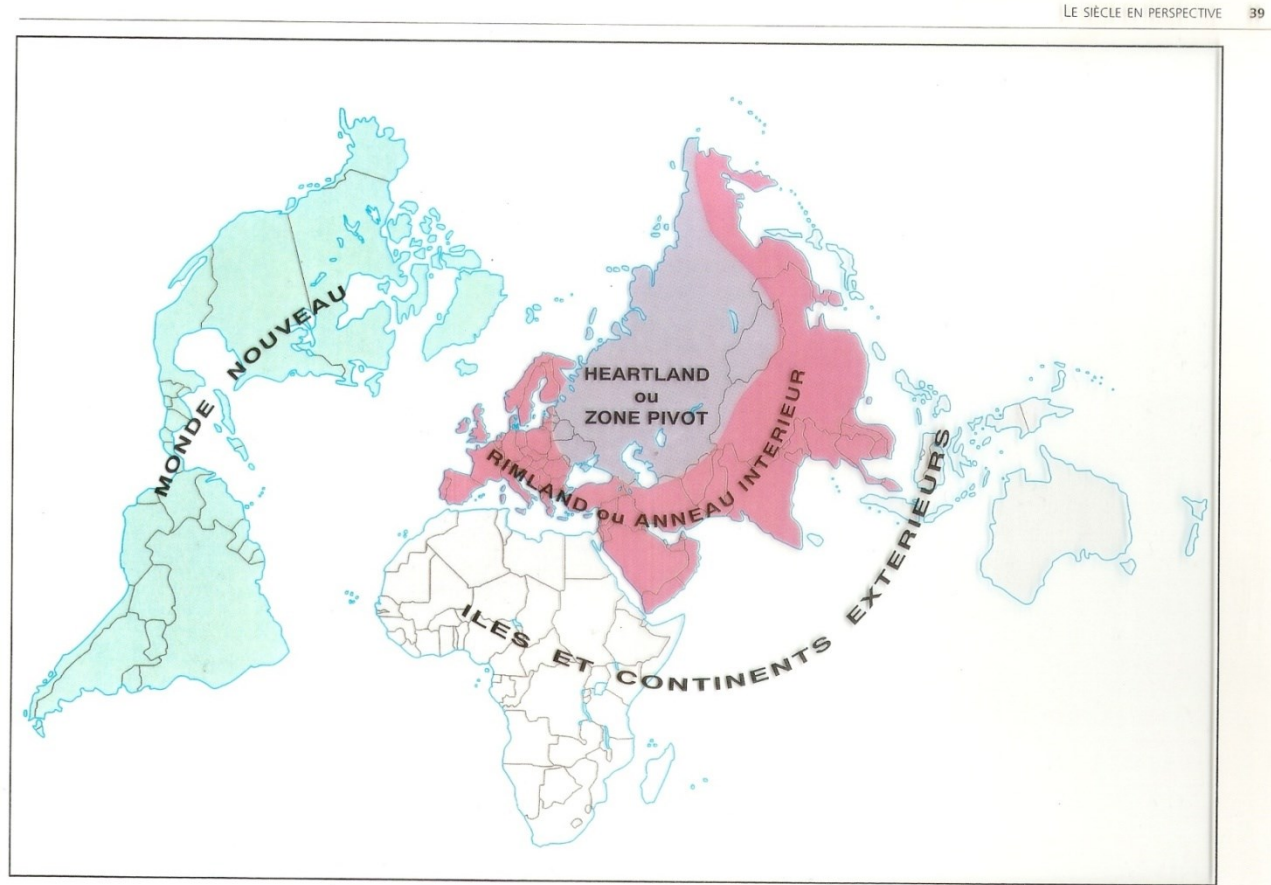 LE SIÈCLE EN PERSPECTIVE 39
MONDE NOUVEAU
HEARTLAND
ou
ZONE PIVOT
RIMLAND ou ANNEAU INTERIEUR
ILES ET CONTINENTS EXTERIEURS